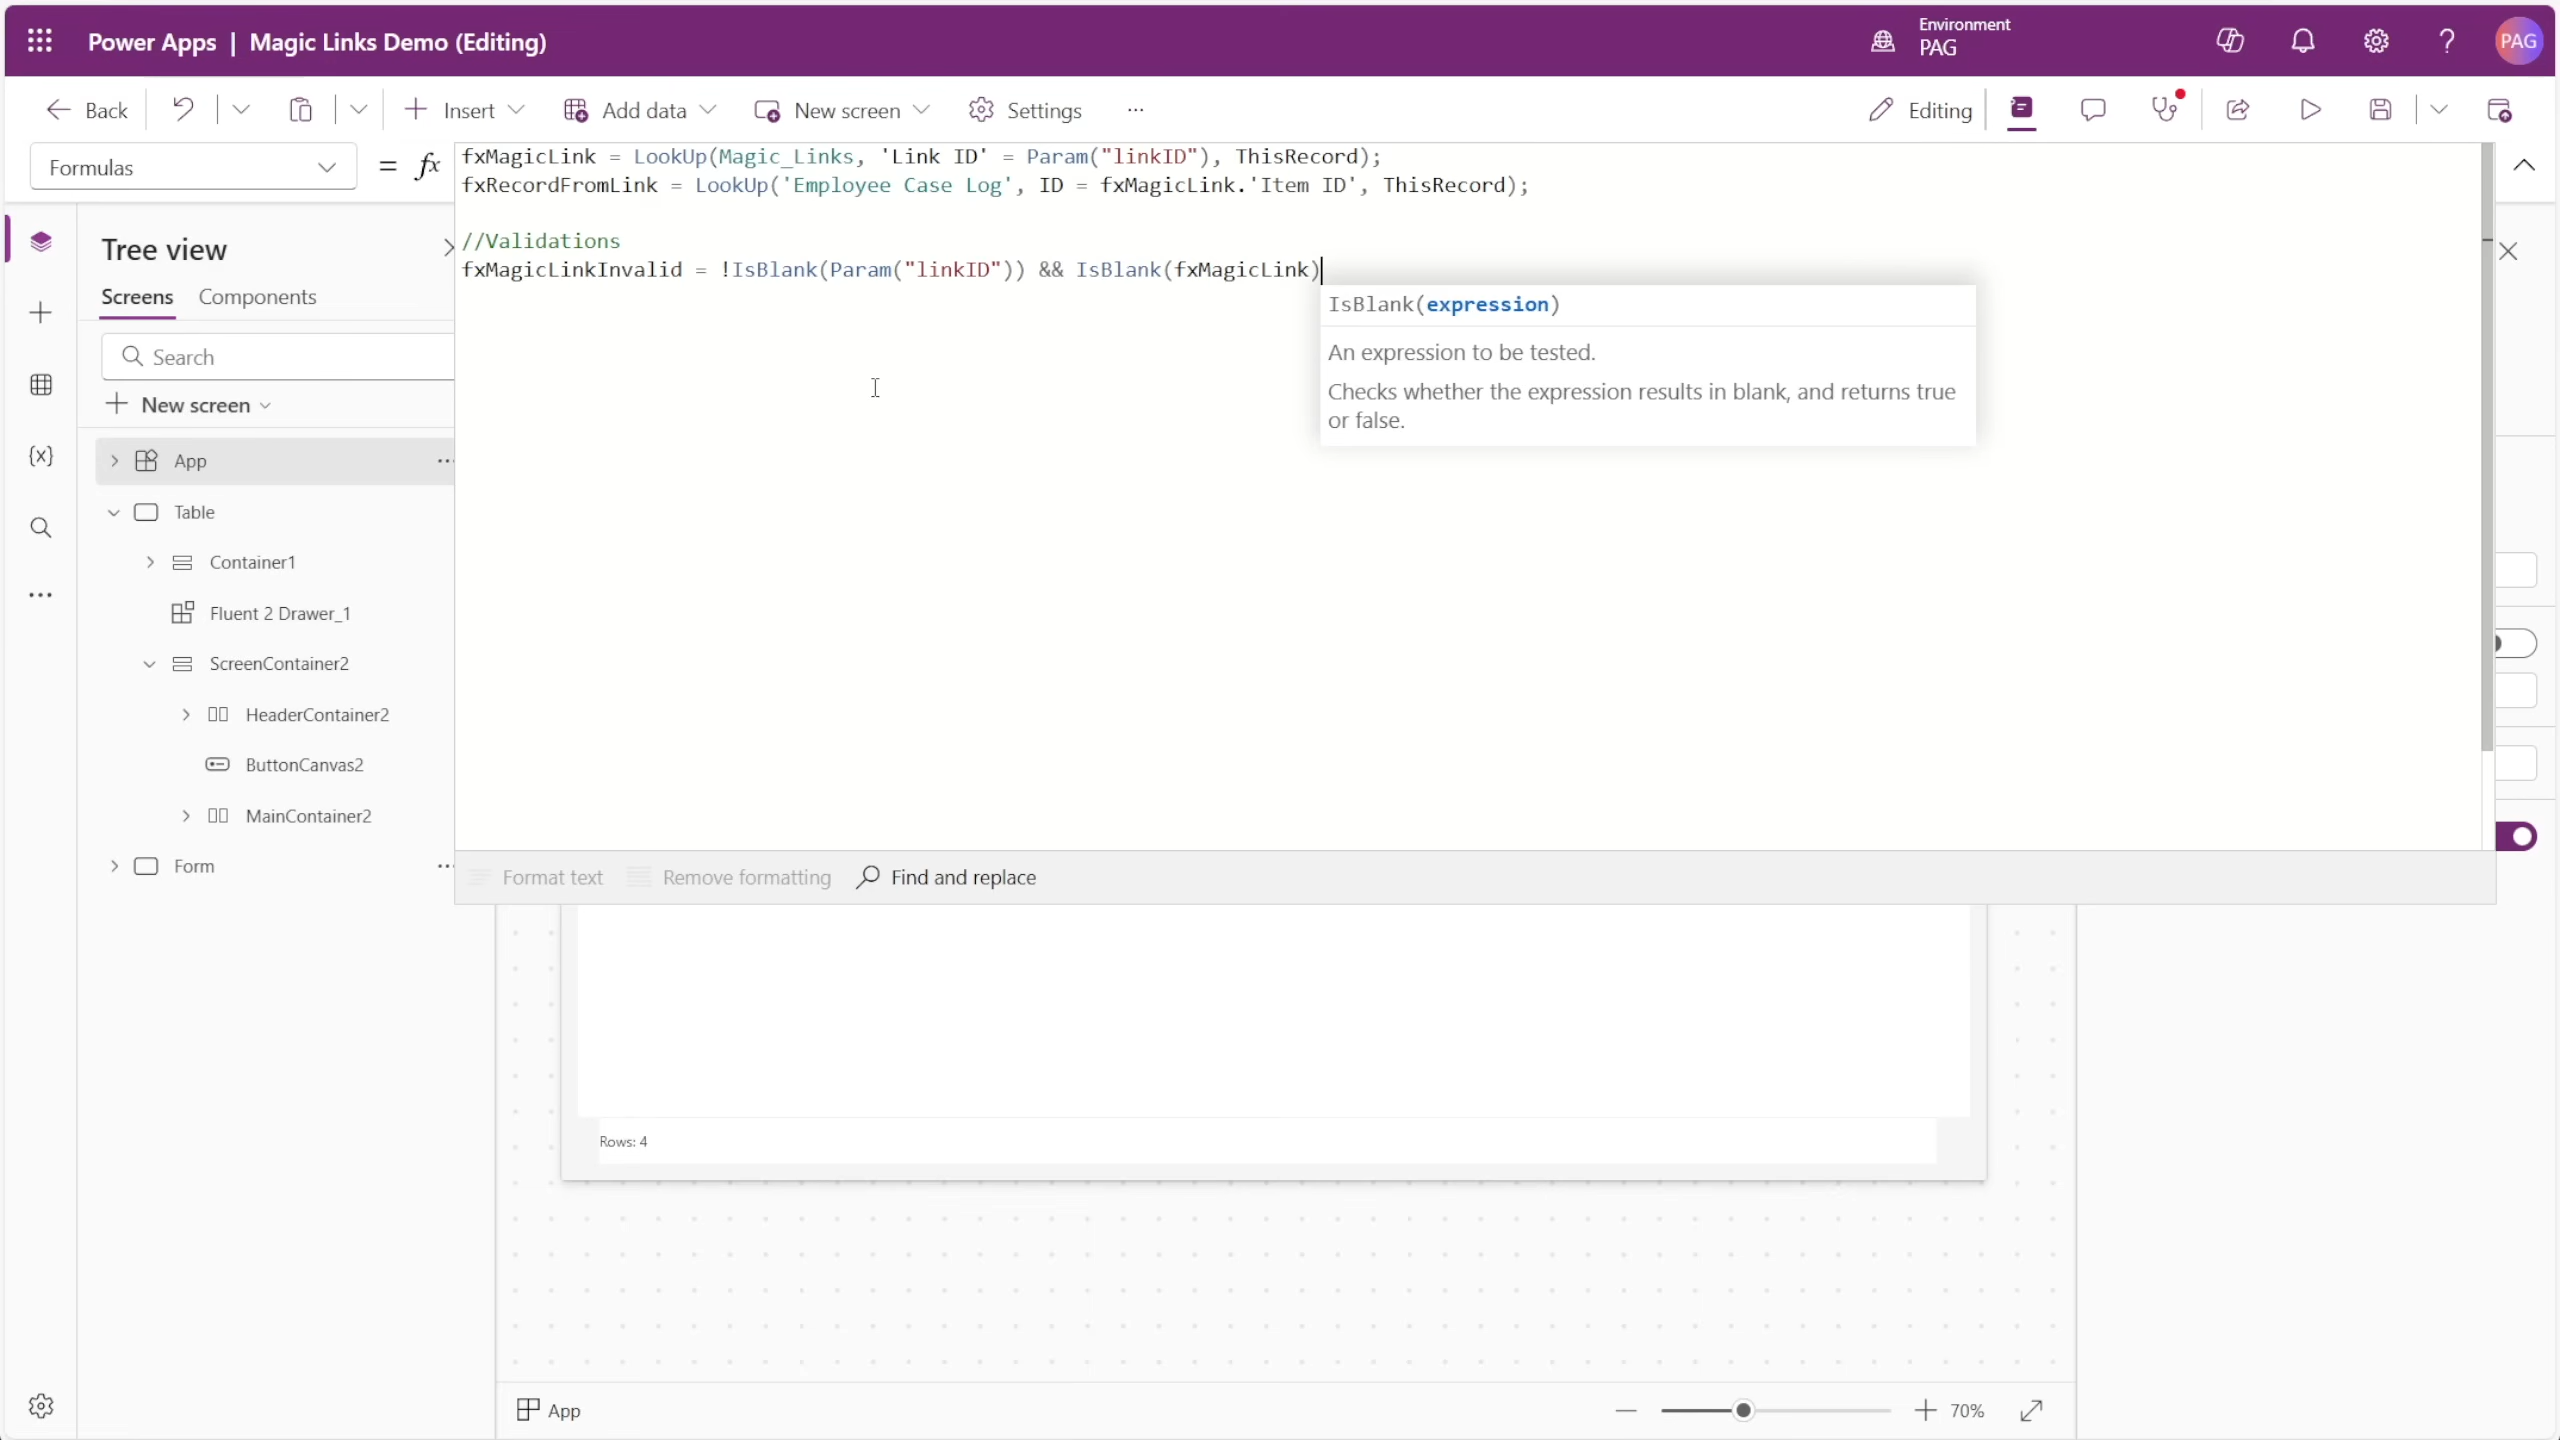 Power Apps | Magic Links Demo (Editing)
Environment
PAG
PAG
Back
Insert
Add data
New screen
Settings
Editing
Formulas
= fx
fxMagicLink = LookUp(Magic_Links, 'Link ID' = Param("linkID"), ThisRecord);
fxRecordFromLink = LookUp('Employee Case Log', ID = fxMagicLink.'Item ID', ThisRecord);
//Validations
fxMagicLinkInvalid = !IsBlank(Param("linkID")) && IsBlank(fxMagicLink)
IsBlank(expression)
An expression to be tested.
Checks whether the expression results in blank, and returns true
or false.
Tree view
Screens
Components
Search
New screen
App
Table
Container1
Fluent 2 Drawer_1
ScreenContainer2
HeaderContainer2
ButtonCanvas2
MainContainer2
Form
Format text
Remove formatting
Find and replace
Rows: 4
App
70%